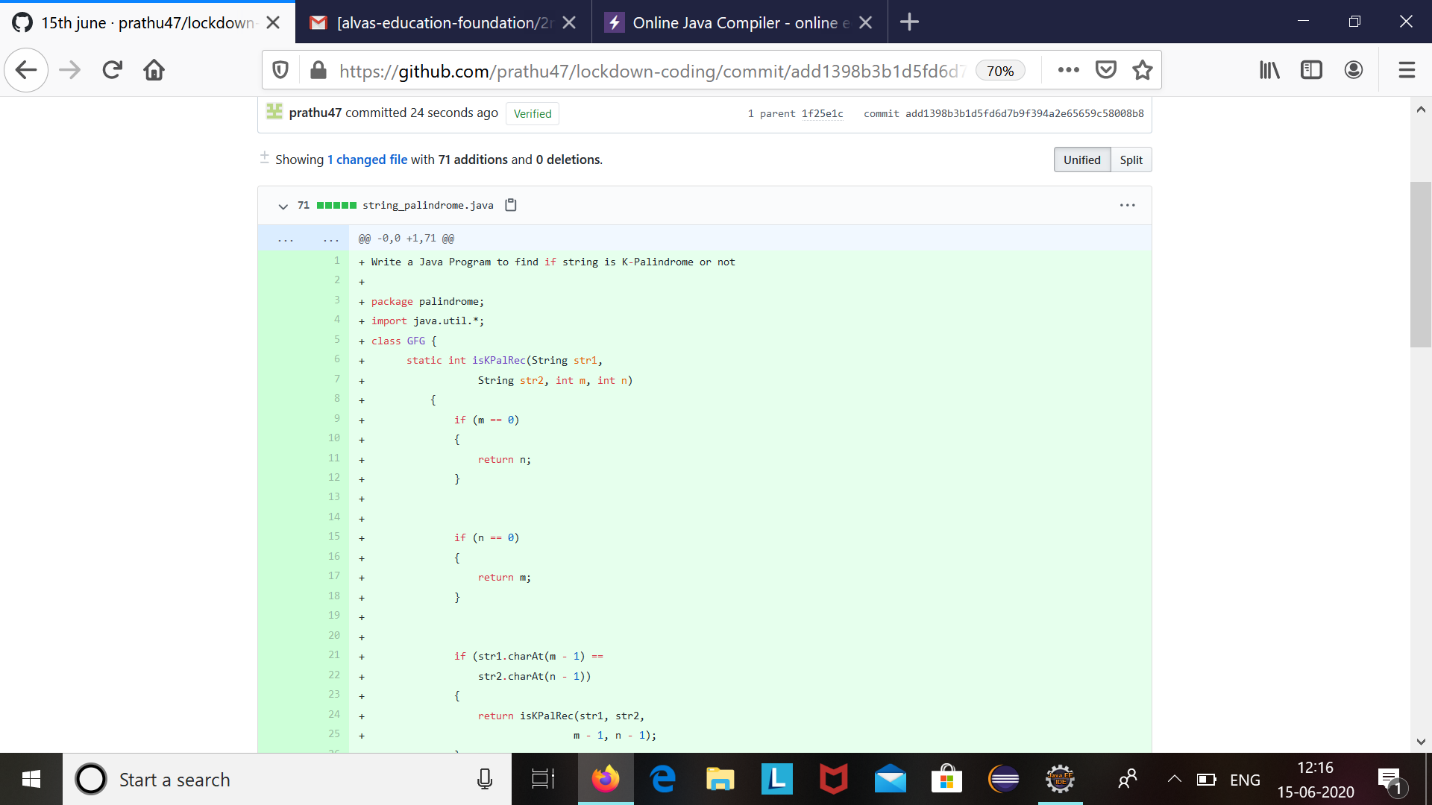 15th june · prathu47/lockdown-
[alvas-education-foundation/2n
Online Java Compiler - online e
https://github.com/prathu47/lockdown-coding/commit/add1398b3b1d5fd6d7
70%
prathu47 committed 24 seconds ago
Verified
1 parent 1f25e1c
commit add1398b3b1d5fd6d7b9f394a2e65659c58008b8
Showing 1 changed file with 71 additions and 0 deletions.
Unified
Split
71
string_palindrome.java
...
... ... @@ -0,0 +1,71 @@
1 + Write a Java Program to find if string is K-Palindrome or not
2 +
3 + package palindrome;
4 + import java.util.*;
5 + class GFG {
6 + static int isKPalRec(String str1,
7 + String str2, int m, int n)
8 + {
9 + if (m == 0)
10 + {
11 + return n;
12 + }
13 +
14 +
15 + if (n == 0)
16 + {
17 + return m;
18 + }
19 +
20 +
21 + if (str1.charAt(m - 1) ==
22 + str2.charAt(n - 1))
23 + {
24 + return isKPalRec(str1, str2,
25 + m - 1, n - 1);
Start a search
L
ENG
12:16
15-06-2020
1